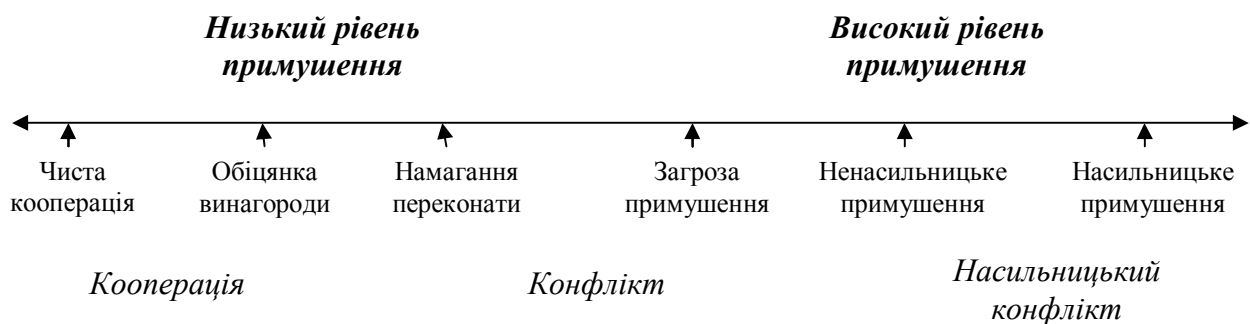 Низький рівень
примушення
Високий рівень
примушення
Чиста
кооперація
Обіцянка
винагороди
Намагання
переконати
Загроза
примушення
Ненасильницьке
примушення
Насильницьке
примушення
Кооперація
Конфлікт
Насильницький
конфлікт